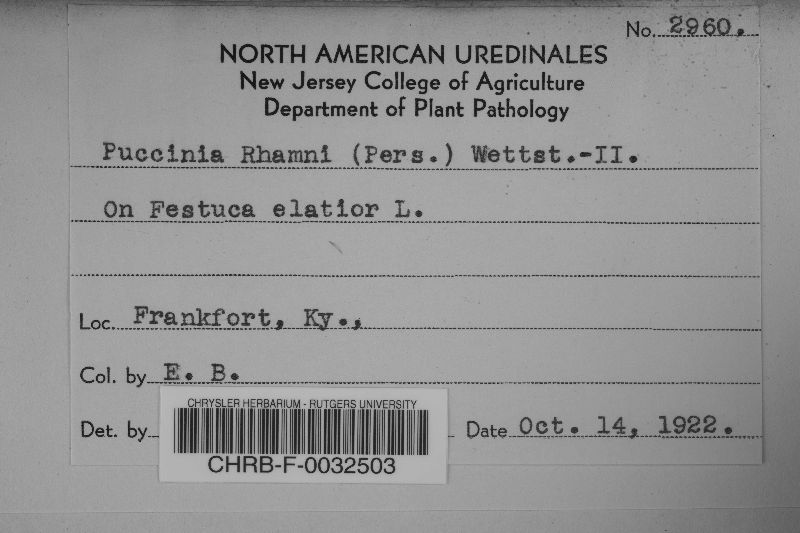 No. 2960.
NORTH AMERICAN UREDINALES
New Jersey College of Agriculture
Department of Plant Pathology
Puccinia Rhamni (Pers.) Wettst.-II.
On Festuca elatior L.
Loc. Frankfort, Ky.,
Col. by E. B.
CHRYSLER HERBARIUM - RUTGERS UNIVERSITY
Det. by Date Oct. 14, 1922.
CHRB-F-0032503